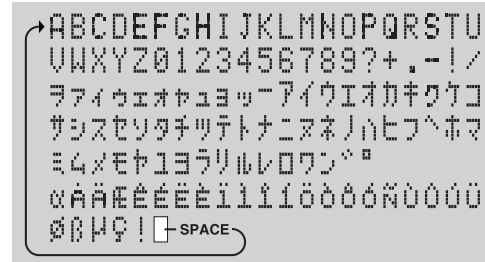 ABCDEFGHIJKLMNOPQRSTU
VWXYZ0123456789?+.-!/
ヲァィゥェォャュョッーアイウエオカキクケコ
サシスセソタチツテトナニヌネノハヒフヘホマ
ミムメモヤユヨラリルレロワン゛゜
ØßμÇ! SPACE